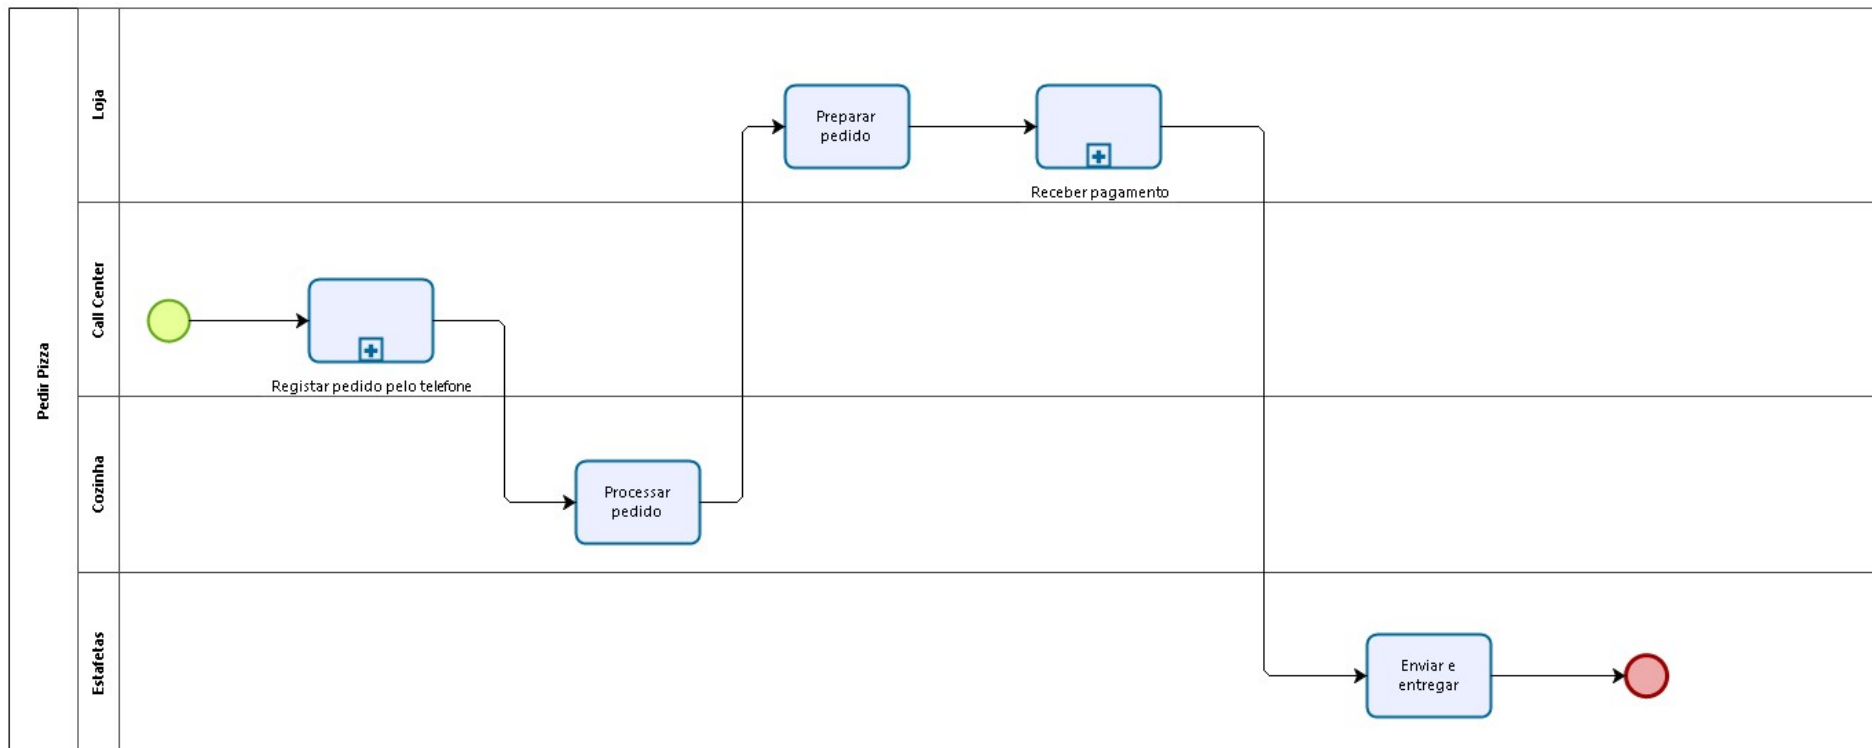 Pedir Pizza
Loja
Preparar
pedido
Receber pagamento
Call Center
Registar pedido pelo telefone
Cozinha
Processar
pedido
Estafetas
Enviar e
entregar